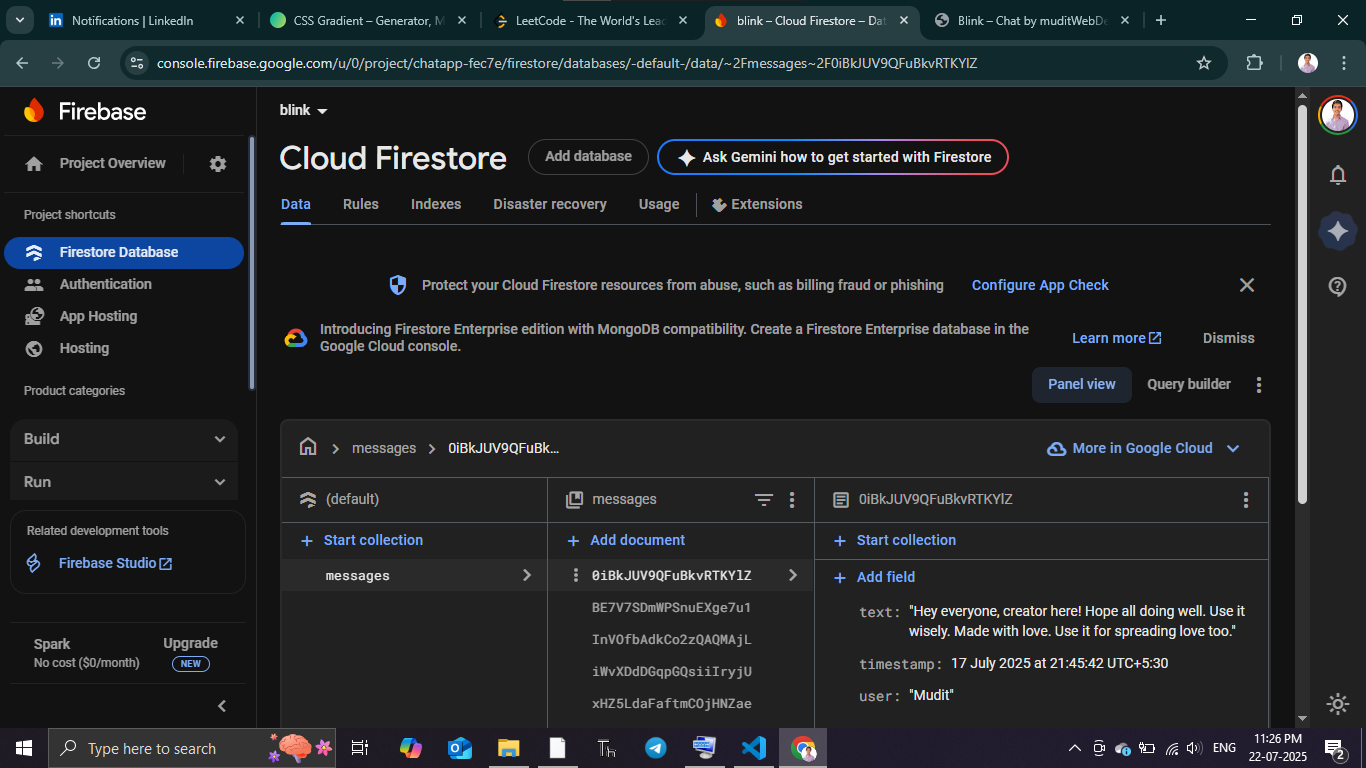 Notifications | LinkedIn
CSS Gradient – Generator, M
LeetCode - The World's Lead
blink – Cloud Firestore – Dat
Blink – Chat by muditWebDe
console.firebase.google.com/u/0/project/chatapp-fec7e/firestore/databases/-default-/data/~2Fmessages~2F0iBkJUV9QFuBkvRTKYlZ
Firebase
Project Overview
Project shortcuts
Firestore Database
Authentication
App Hosting
Hosting
Product categories
Build
Run
Related development tools
Firebase Studio
Spark
No cost ($0/month)
Upgrade
NEW
blink
Cloud Firestore
Add database
Ask Gemini how to get started with Firestore
Data
Rules
Indexes
Disaster recovery
Usage
Extensions
Protect your Cloud Firestore resources from abuse, such as billing fraud or phishing
Configure App Check
Introducing Firestore Enterprise edition with MongoDB compatibility. Create a Firestore Enterprise database in the
Google Cloud console.
Learn more
Dismiss
Panel view
Query builder
messages
0iBkJUV9QFuBk...
More in Google Cloud
(default)
messages
0iBkJUV9QFuBkvRTKYlZ
+ Start collection
+ Add document
+ Start collection
messages
0iBkJUV9QFuBkvRTKYlZ
BE7V7SDmWPSnuEXge7u1
InVOfbAdkCo2zQAQMAjL
iWvXDdDGqpGQsiiIryjU
xHZ5LdaFaftmCOjHNZae
+ Add field
text: "Hey everyone, creator here! Hope all doing well. Use it
wisely. Made with love. Use it for spreading love too."
timestamp: 17 July 2025 at 21:45:42 UTC+5:30
user: "Mudit"
Type here to search
ENG
11:26 PM
22-07-2025
2